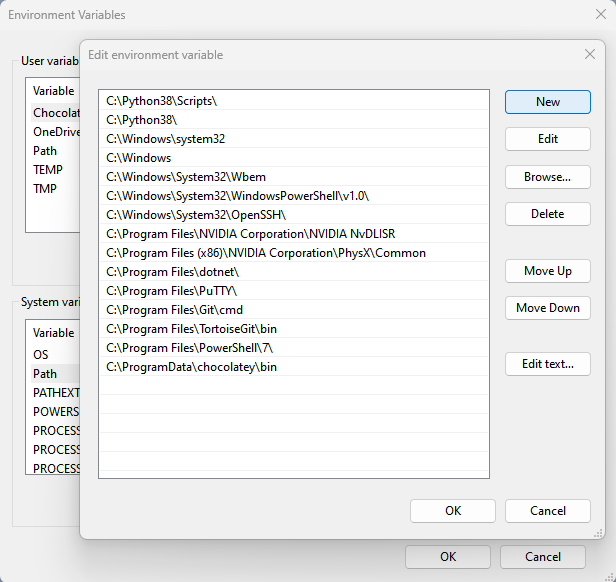 Environment Variables
Edit environment variable
User variab
Variable
Chocolat
OneDrive
Path
TEMP
TMP
System vari
Variable
OS
Path
PATHEXT
POWERS
PROCESS
PROCESS
PROCESS
C:\Python38\Scripts\
C:\Python38\
C:\Windows\system32
C:\Windows
C:\Windows\System32\Wbem
C:\Windows\System32\WindowsPowerShell\v1.0\
C:\Windows\System32\OpenSSH\
C:\Program Files\NVIDIA Corporation\NVIDIA NvDLISR
C:\Program Files (x86)\NVIDIA Corporation\PhysX\Common
C:\Program Files\dotnet\
C:\Program Files\PuTTY\
C:\Program Files\Git\cmd
C:\Program Files\TortoiseGit\bin
C:\Program Files\PowerShell\7\
C:\ProgramData\chocolatey\bin
New
Edit
Browse...
Delete
Move Up
Move Down
Edit text...
OK
Cancel
OK
Cancel